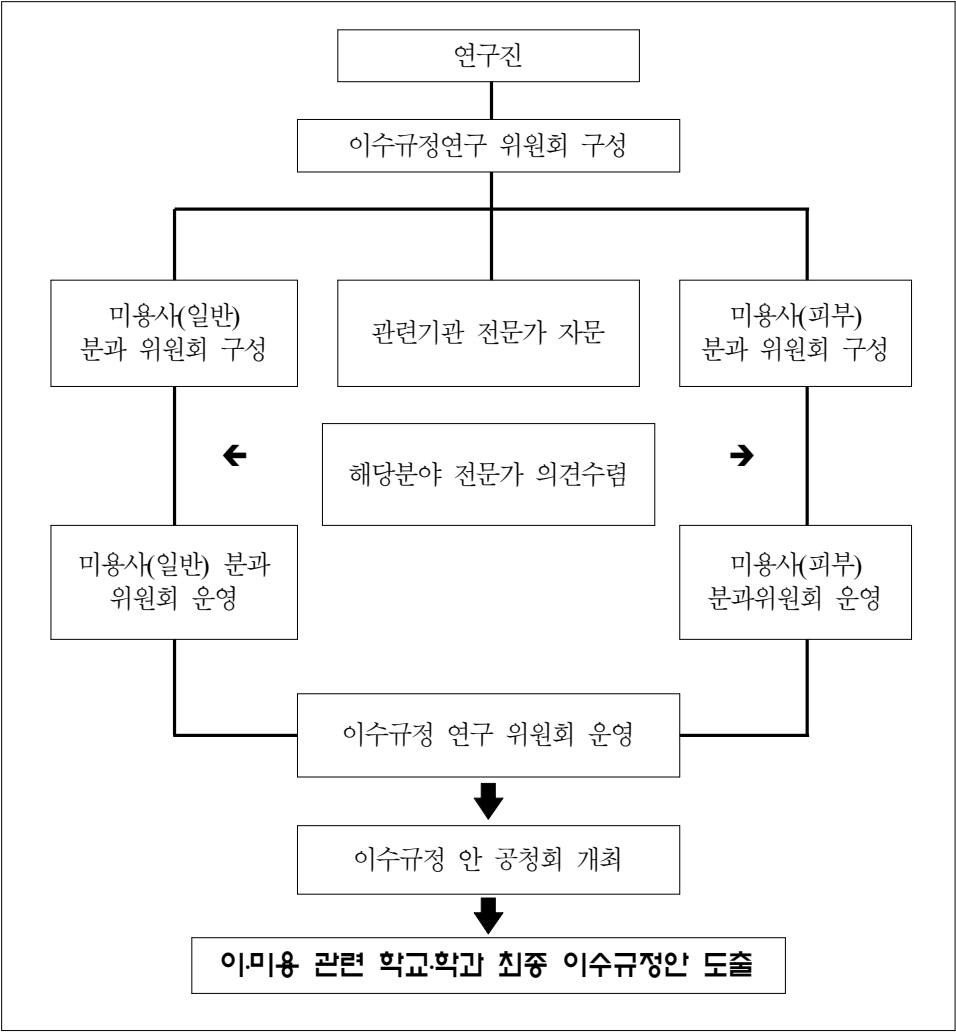 연구진
이수규정연구 위원회 구성
미용사(일반)
분과 위원회 구성
관련기관 전문가 자문
미용사(피부)
분과 위원회 구성
해당분야 전문가 의견수렴
미용사(일반) 분과
위원회 운영
미용사(피부)
분과위원회 운영
이수규정 연구 위원회 운영
이수규정 안 공청회 개최
이·미용 관련 학교·학과 최종 이수규정안 도출